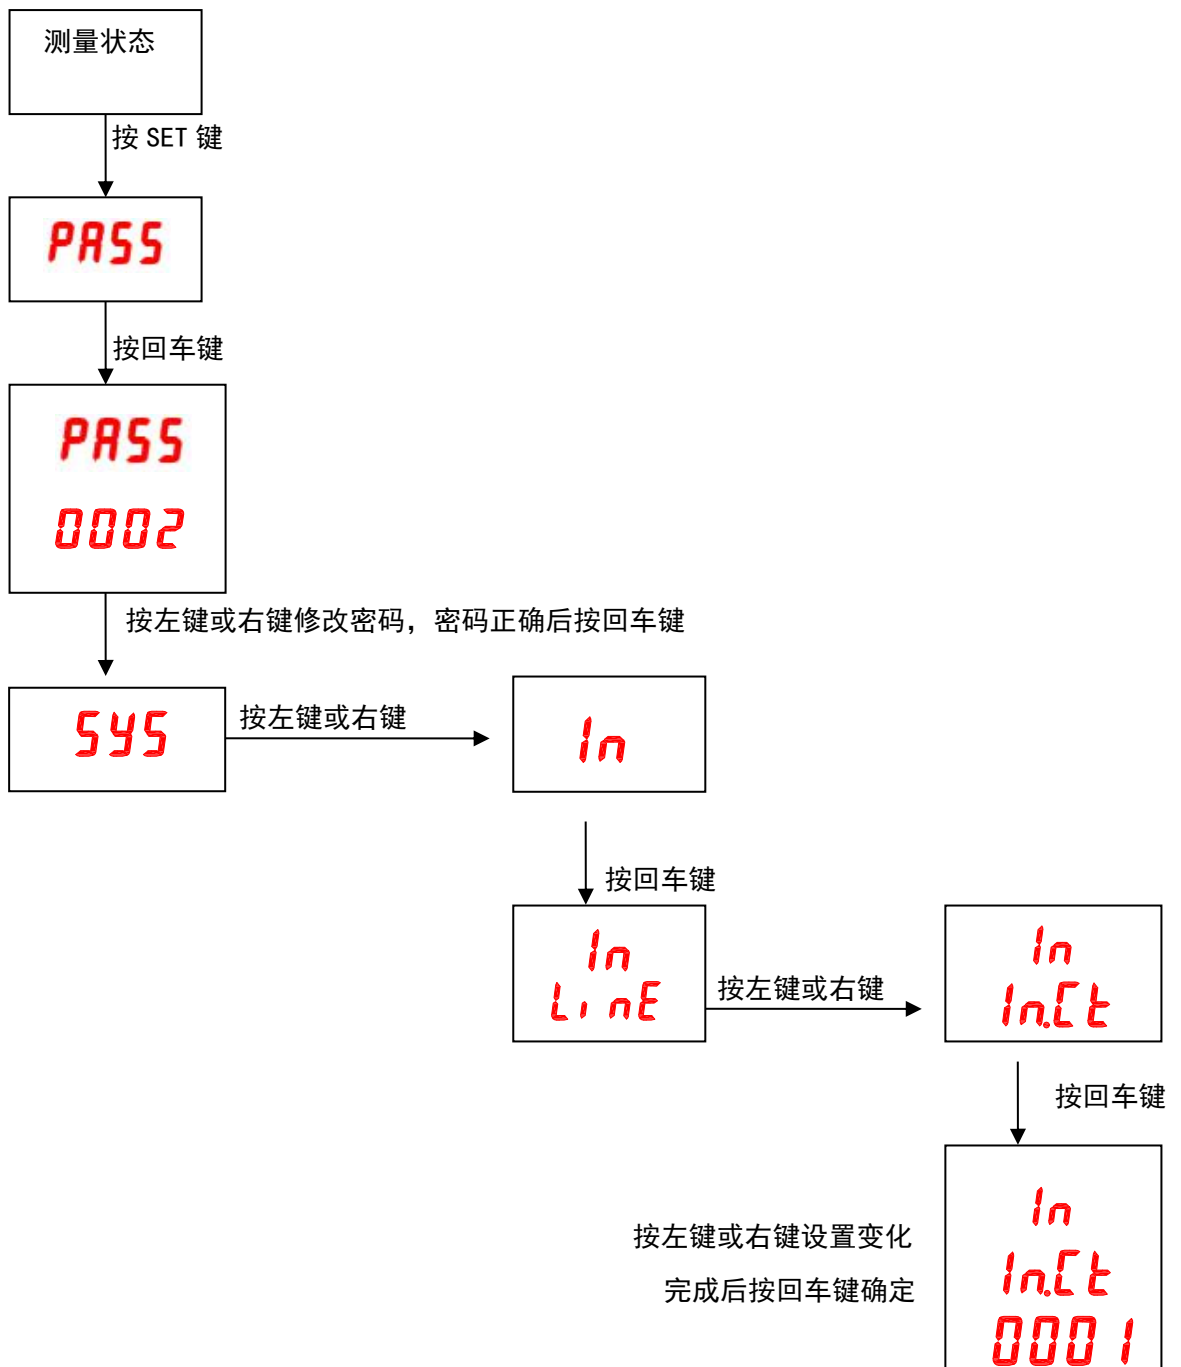 测量状态
按 SET 键
PASS
按回车键
PASS
0002
按左键或右键修改密码，密码正确后按回车键
SYS
按左键或右键
In
按回车键
In
LinE
按左键或右键
In
In.Ct
按回车键
按左键或右键设置变化
完成后按回车键确定
In
In.Ct
0001